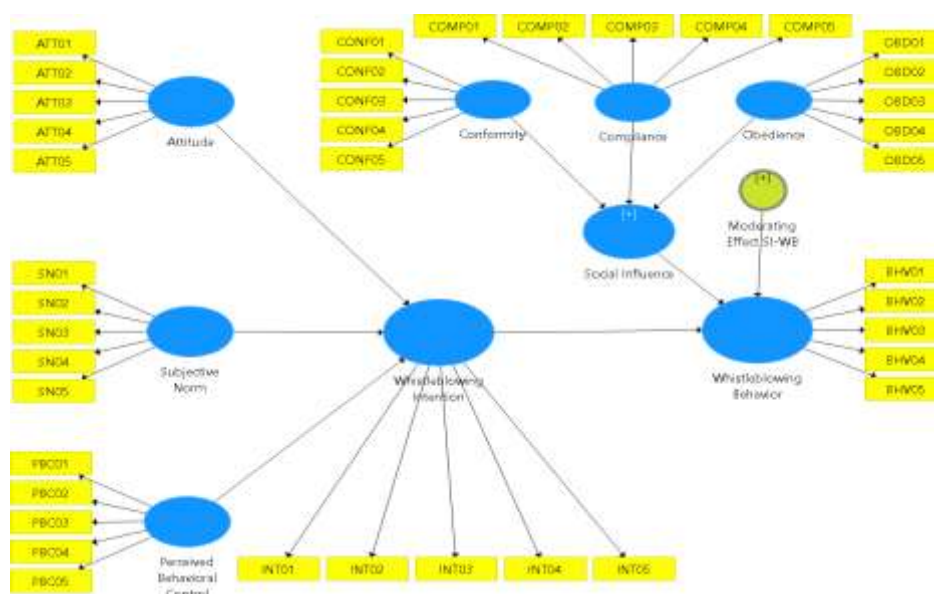 COMP01
COMP02
COMP03
COMP04
COMP05
ATT01
ATT02
ATT03
ATT04
ATT05
Attitude
CONF01
CONF02
CONF03
CONF04
CONF05
Conformity
Compliance
OBD01
OBD02
OBD03
OBD04
OBD05
Obedience
[+]
Moderating
Effect SI-WB
[+]
Social Influence
SN01
SN02
SN03
SN04
SN05
Subjective
Norm
Whistleblowing
Intention
BHV01
BHV02
BHV03
BHV04
BHV05
Whistleblowing
Behavior
PBC01
PBC02
PBC03
PBC04
PBC05
Perceived
Behavioral
Control
INT01
INT02
INT03
INT04
INT05